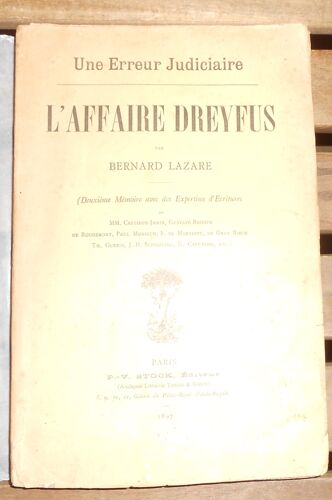 Une Erreur Judiciaire
L'AFFAIRE DREYFUS
PAR
BERNARD LAZARE
(Deuxième Mémoire avec des Expertises d'Écritures
DE
MM. CRÉPIEUX-JAMIN, GUSTAVE
DE ROUGEMONT, PAUL MORIAUD, E. DE MARNEFFE, DE GRAY BIRCH
TH. GURRIN, J.-H. SCHOOLING, D. CARVALHO, ETC.)
PARIS
P.-V. STOCK, Éditeur
(Ancienne Librairie TRESSE & STOCK)
8, 9, 10, 11, Galerie du Théâtre-Français, Palais-Royal
1897